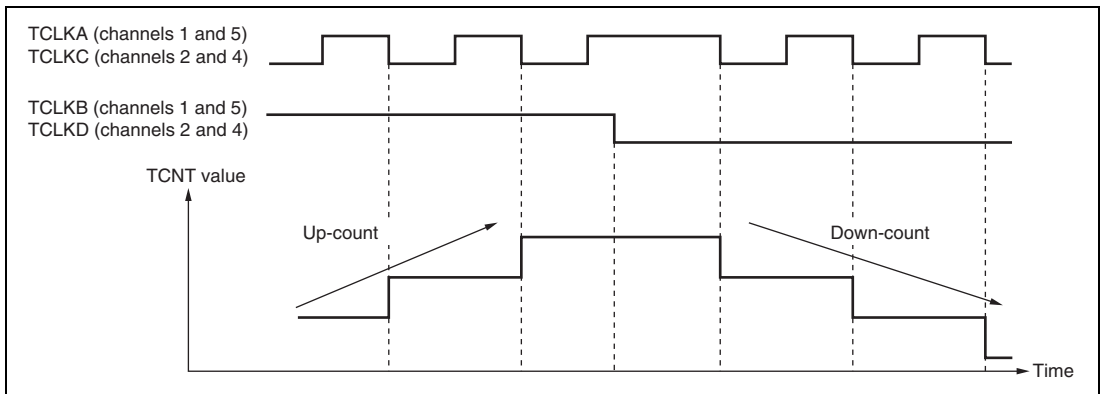 TCLKA (channels 1 and 5)
TCLKC (channels 2 and 4)
TCLKB (channels 1 and 5)
TCLKD (channels 2 and 4)
TCNT value
Up-count
Down-count
Time